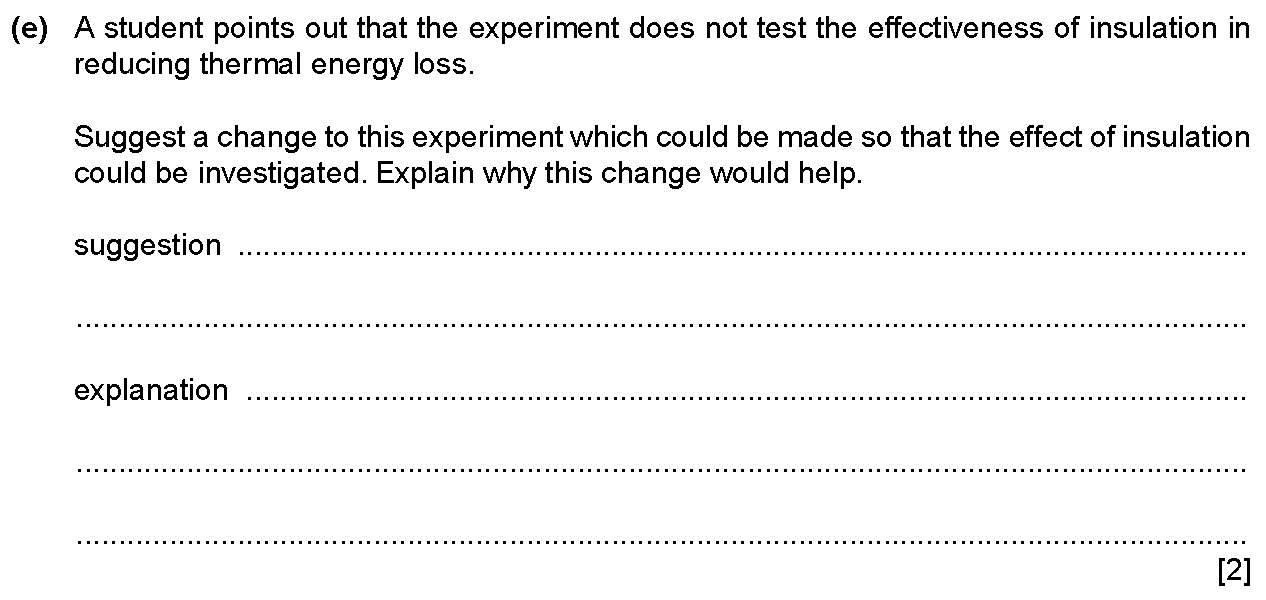 (e) A student points out that the experiment does not test the effectiveness of insulation in
reducing thermal energy loss.
Suggest a change to this experiment which could be made so that the effect of insulation
could be investigated. Explain why this change would help.
suggestion ..........................................................................................................................
..........................................................................................................................................
explanation .........................................................................................................................
..........................................................................................................................................
..........................................................................................................................................
[2]